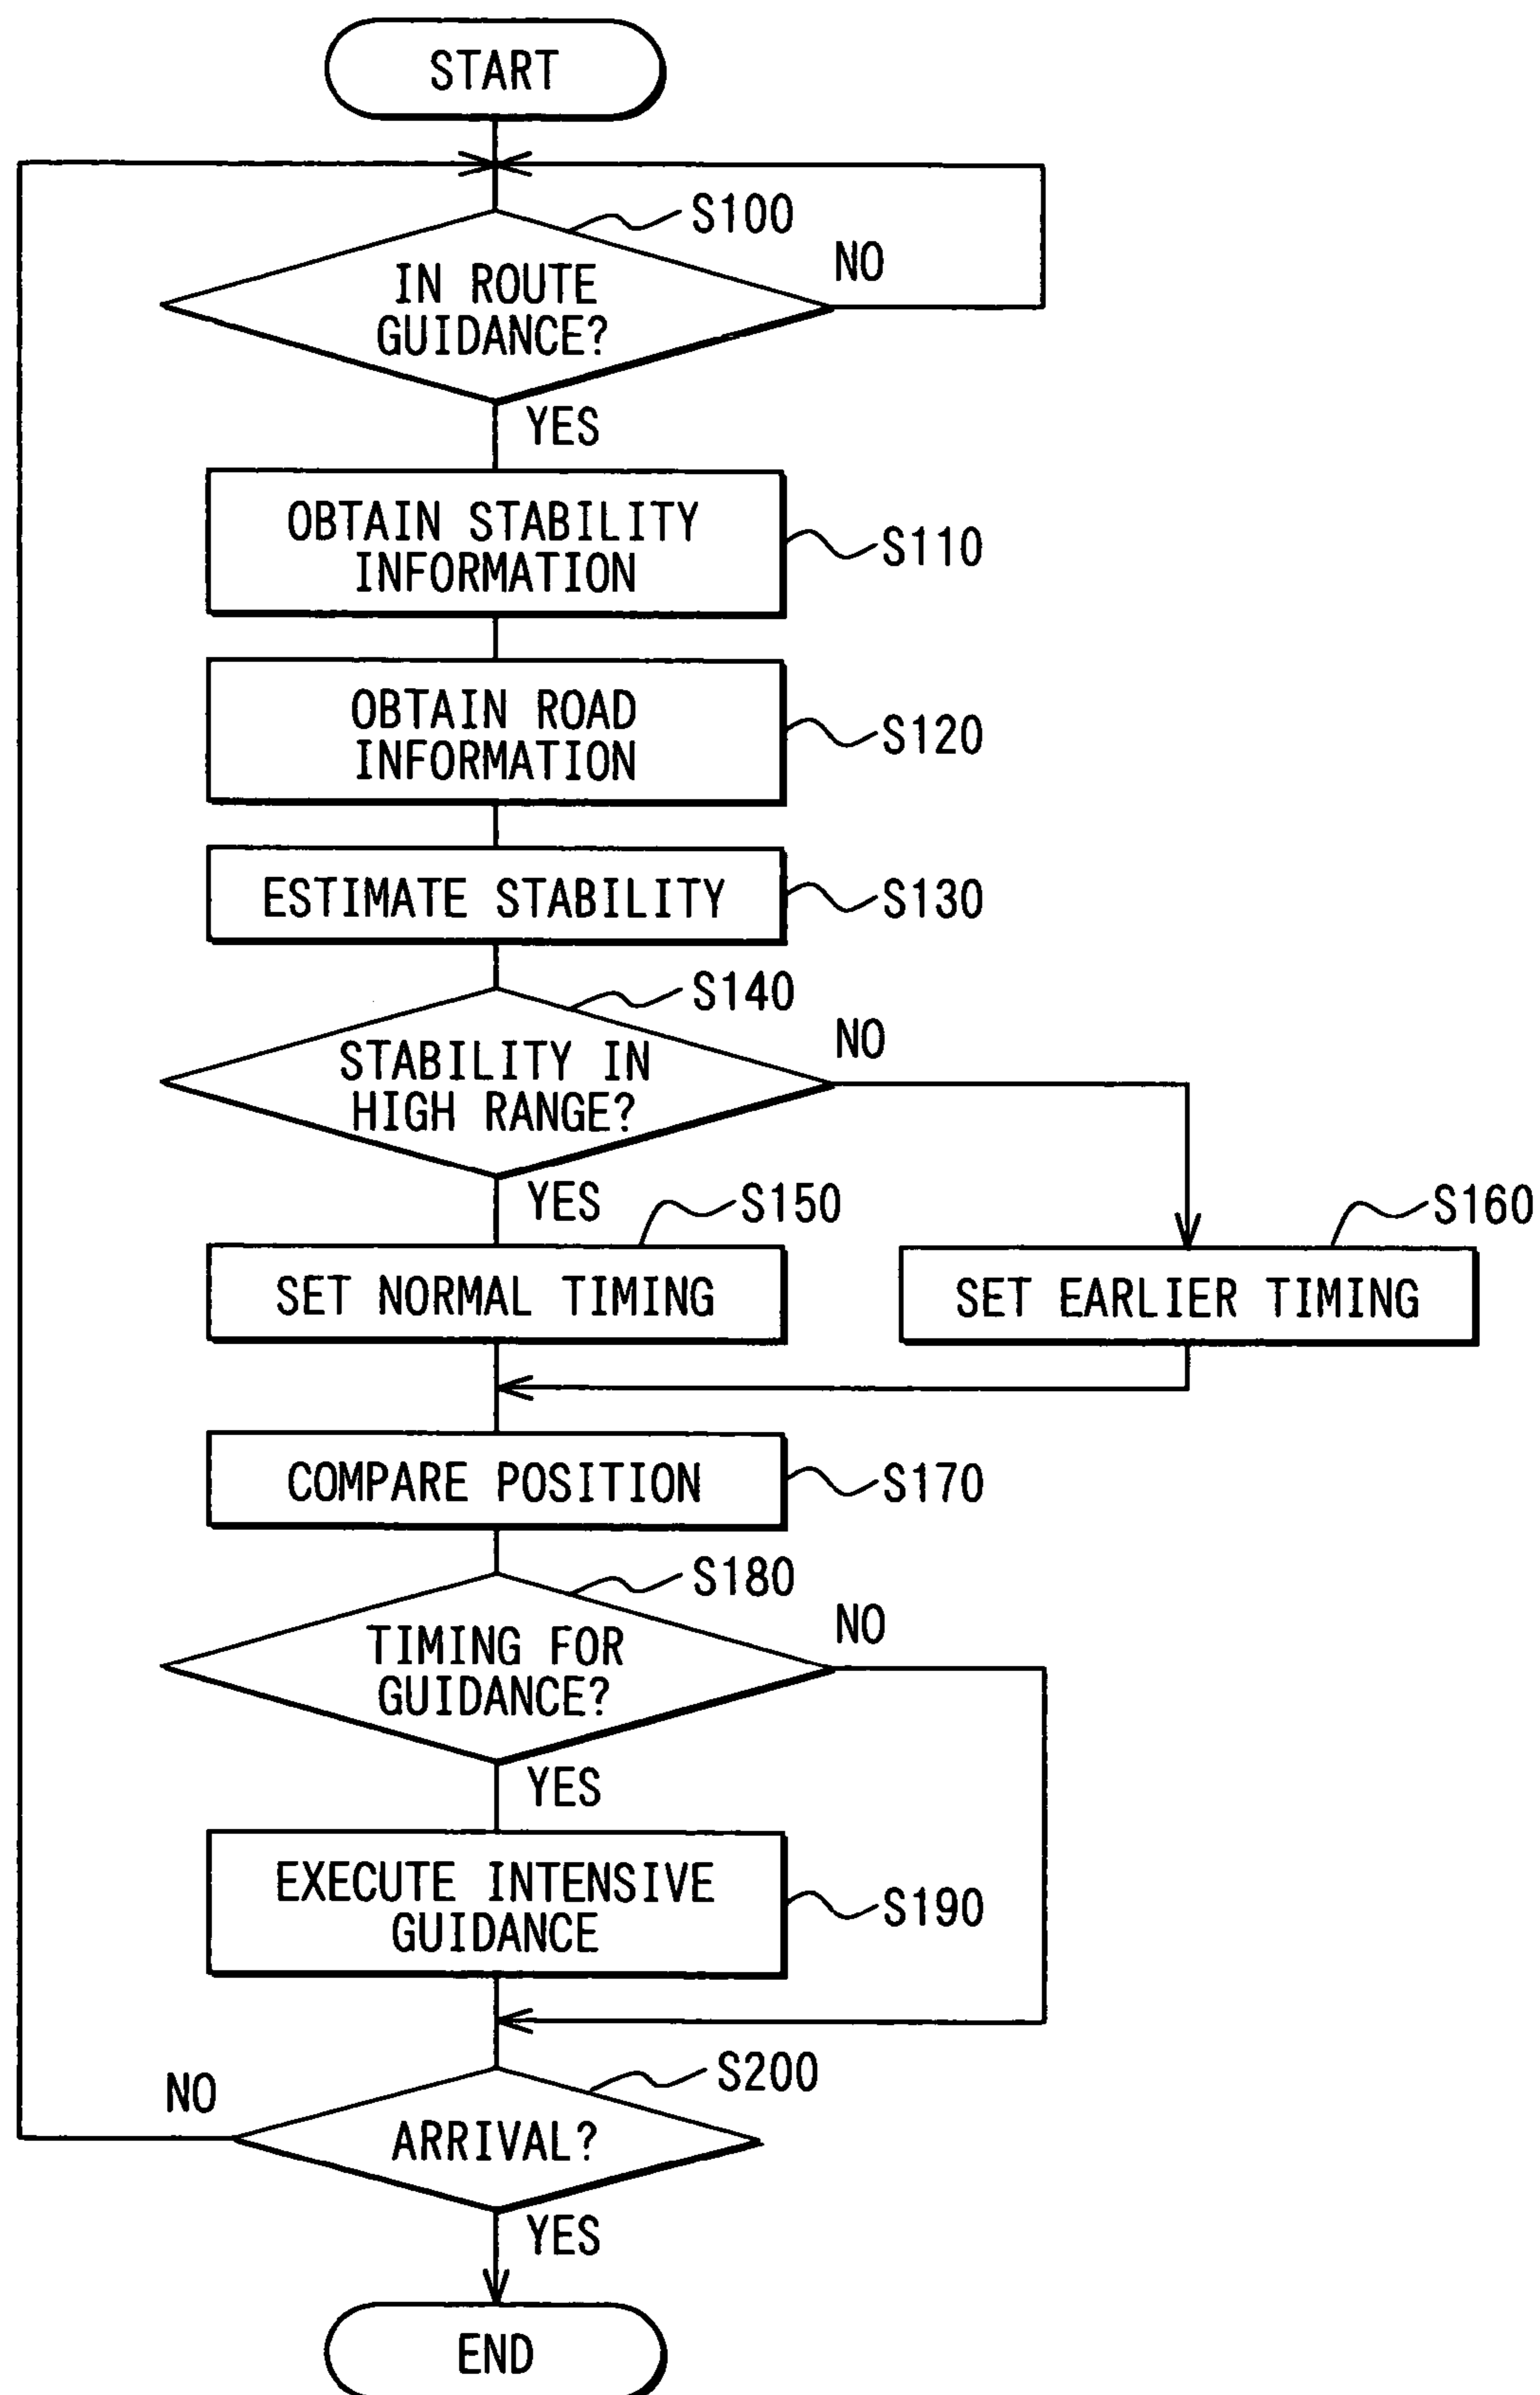 START
S100
IN ROUTE
GUIDANCE?
NO
YES
OBTAIN STABILITY
INFORMATION
S110
OBTAIN ROAD
INFORMATION
S120
ESTIMATE STABILITY
S130
S140
STABILITY IN
HIGH RANGE?
NO
YES
S150
S160
SET NORMAL TIMING
SET EARLIER TIMING
COMPARE POSITION
S170
S180
TIMING FOR
GUIDANCE?
NO
YES
EXECUTE INTENSIVE
GUIDANCE
S190
S200
NO
ARRIVAL?
YES
END